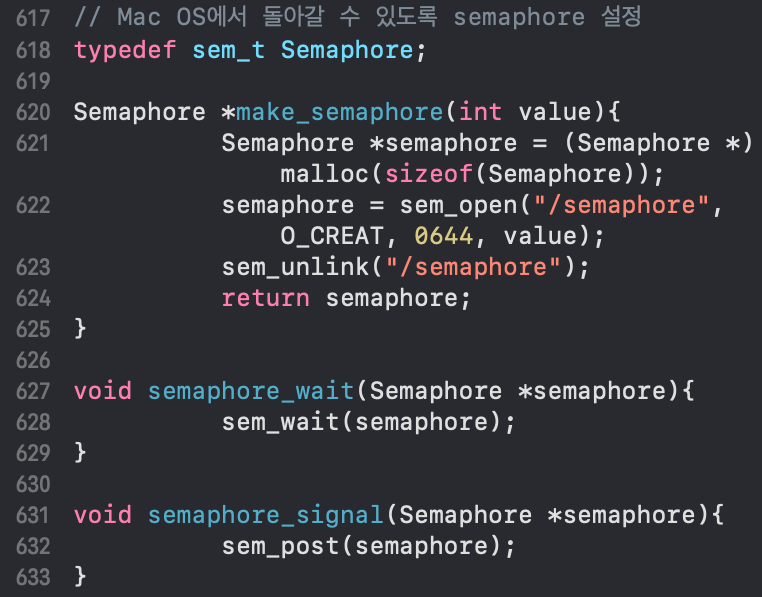 617 // Mac OS에서 돌아갈 수 있도록 semaphore 설정
618 typedef sem_t Semaphore;
619
620 Semaphore *make_semaphore(int value){
621 Semaphore *semaphore = (Semaphore *)
malloc(sizeof(Semaphore));
622 semaphore = sem_open("/semaphore",
O_CREAT, 0644, value);
623 sem_unlink("/semaphore");
624 return semaphore;
625 }
626
627 void semaphore_wait(Semaphore *semaphore){
628 sem_wait(semaphore);
629 }
630
631 void semaphore_signal(Semaphore *semaphore){
632 sem_post(semaphore);
633 }